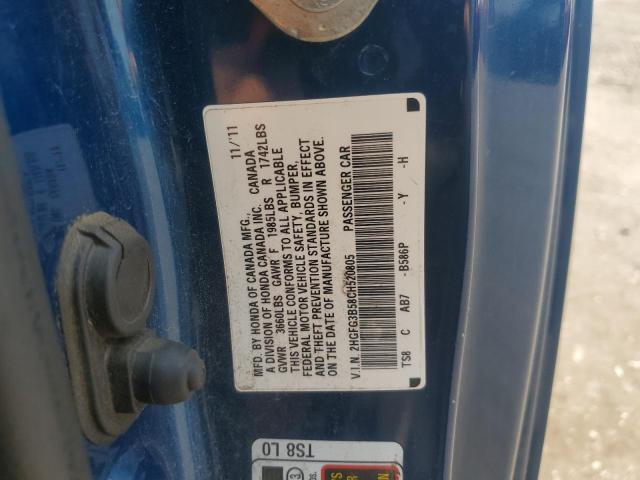 MFD. BY HONDA OF CANADA MFG., 11/11
A DIVISION OF HONDA CANADA INC. CANADA
GVWR 3660LBS GAWR F 1985LBS R 1742LBS
THIS VEHICLE CONFORMS TO ALL APPLICABLE
FEDERAL MOTOR VEHICLE SAFETY, BUMPER,
AND THEFT PREVENTION STANDARDS IN EFFECT
ON THE DATE OF MANUFACTURE SHOWN ABOVE.
V.I.N. 2HGFG3B58CH520805 PASSENGER CAR
TS8 C AB7 -B586P -Y -H
TS8 L0